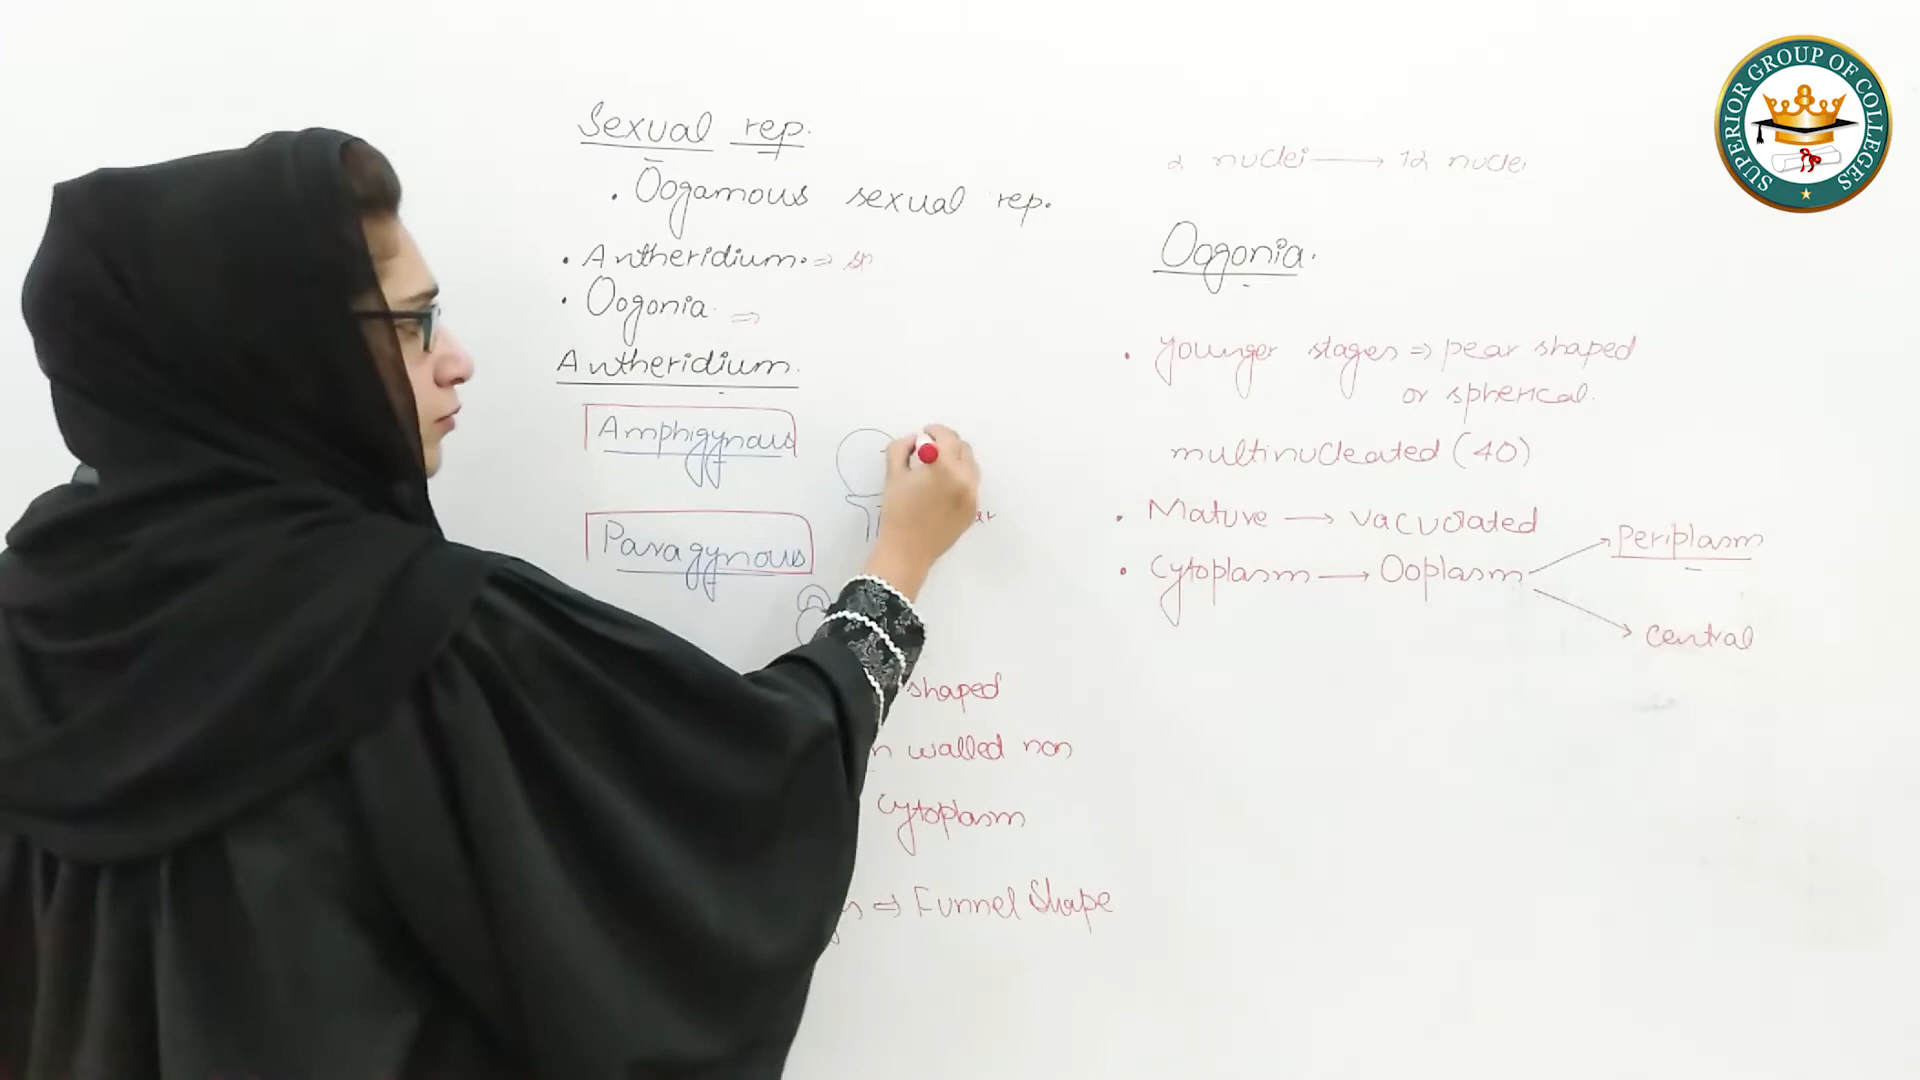 Sexual rep.
• Oogamous sexual rep.
• Antheridium. ⇒ sp
• Oogonia ⇒
Antheridium.
Amphigynous
Paragynous
shaped
walled non
cytoplasm
⇒ Funnel Shape
2 nuclei → 12 nuclei
Oogonia.
• Younger stages ⇒ pear shaped
or spherical.
multinucleated (40)
• Mature → vacuolated
• Cytoplasm → Ooplasm
Periplasm
central
SUPERIOR GROUP OF COLLEGES